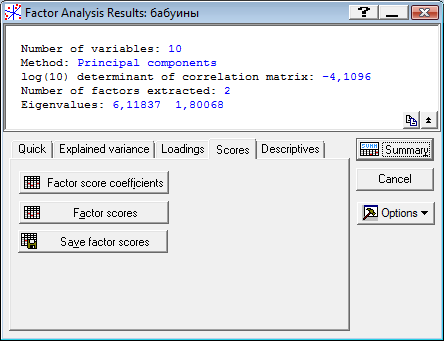 Factor Analysis Results: бабуины
Number of variables: 10
Method: Principal components
log(10) determinant of correlation matrix: -4,1096
Number of factors extracted: 2
Eigenvalues: 6,11837 1,80068
Quick Explained variance Loadings Scores Descriptives
Summary
Factor score coefficients
Cancel
Factor scores
Options
Save factor scores